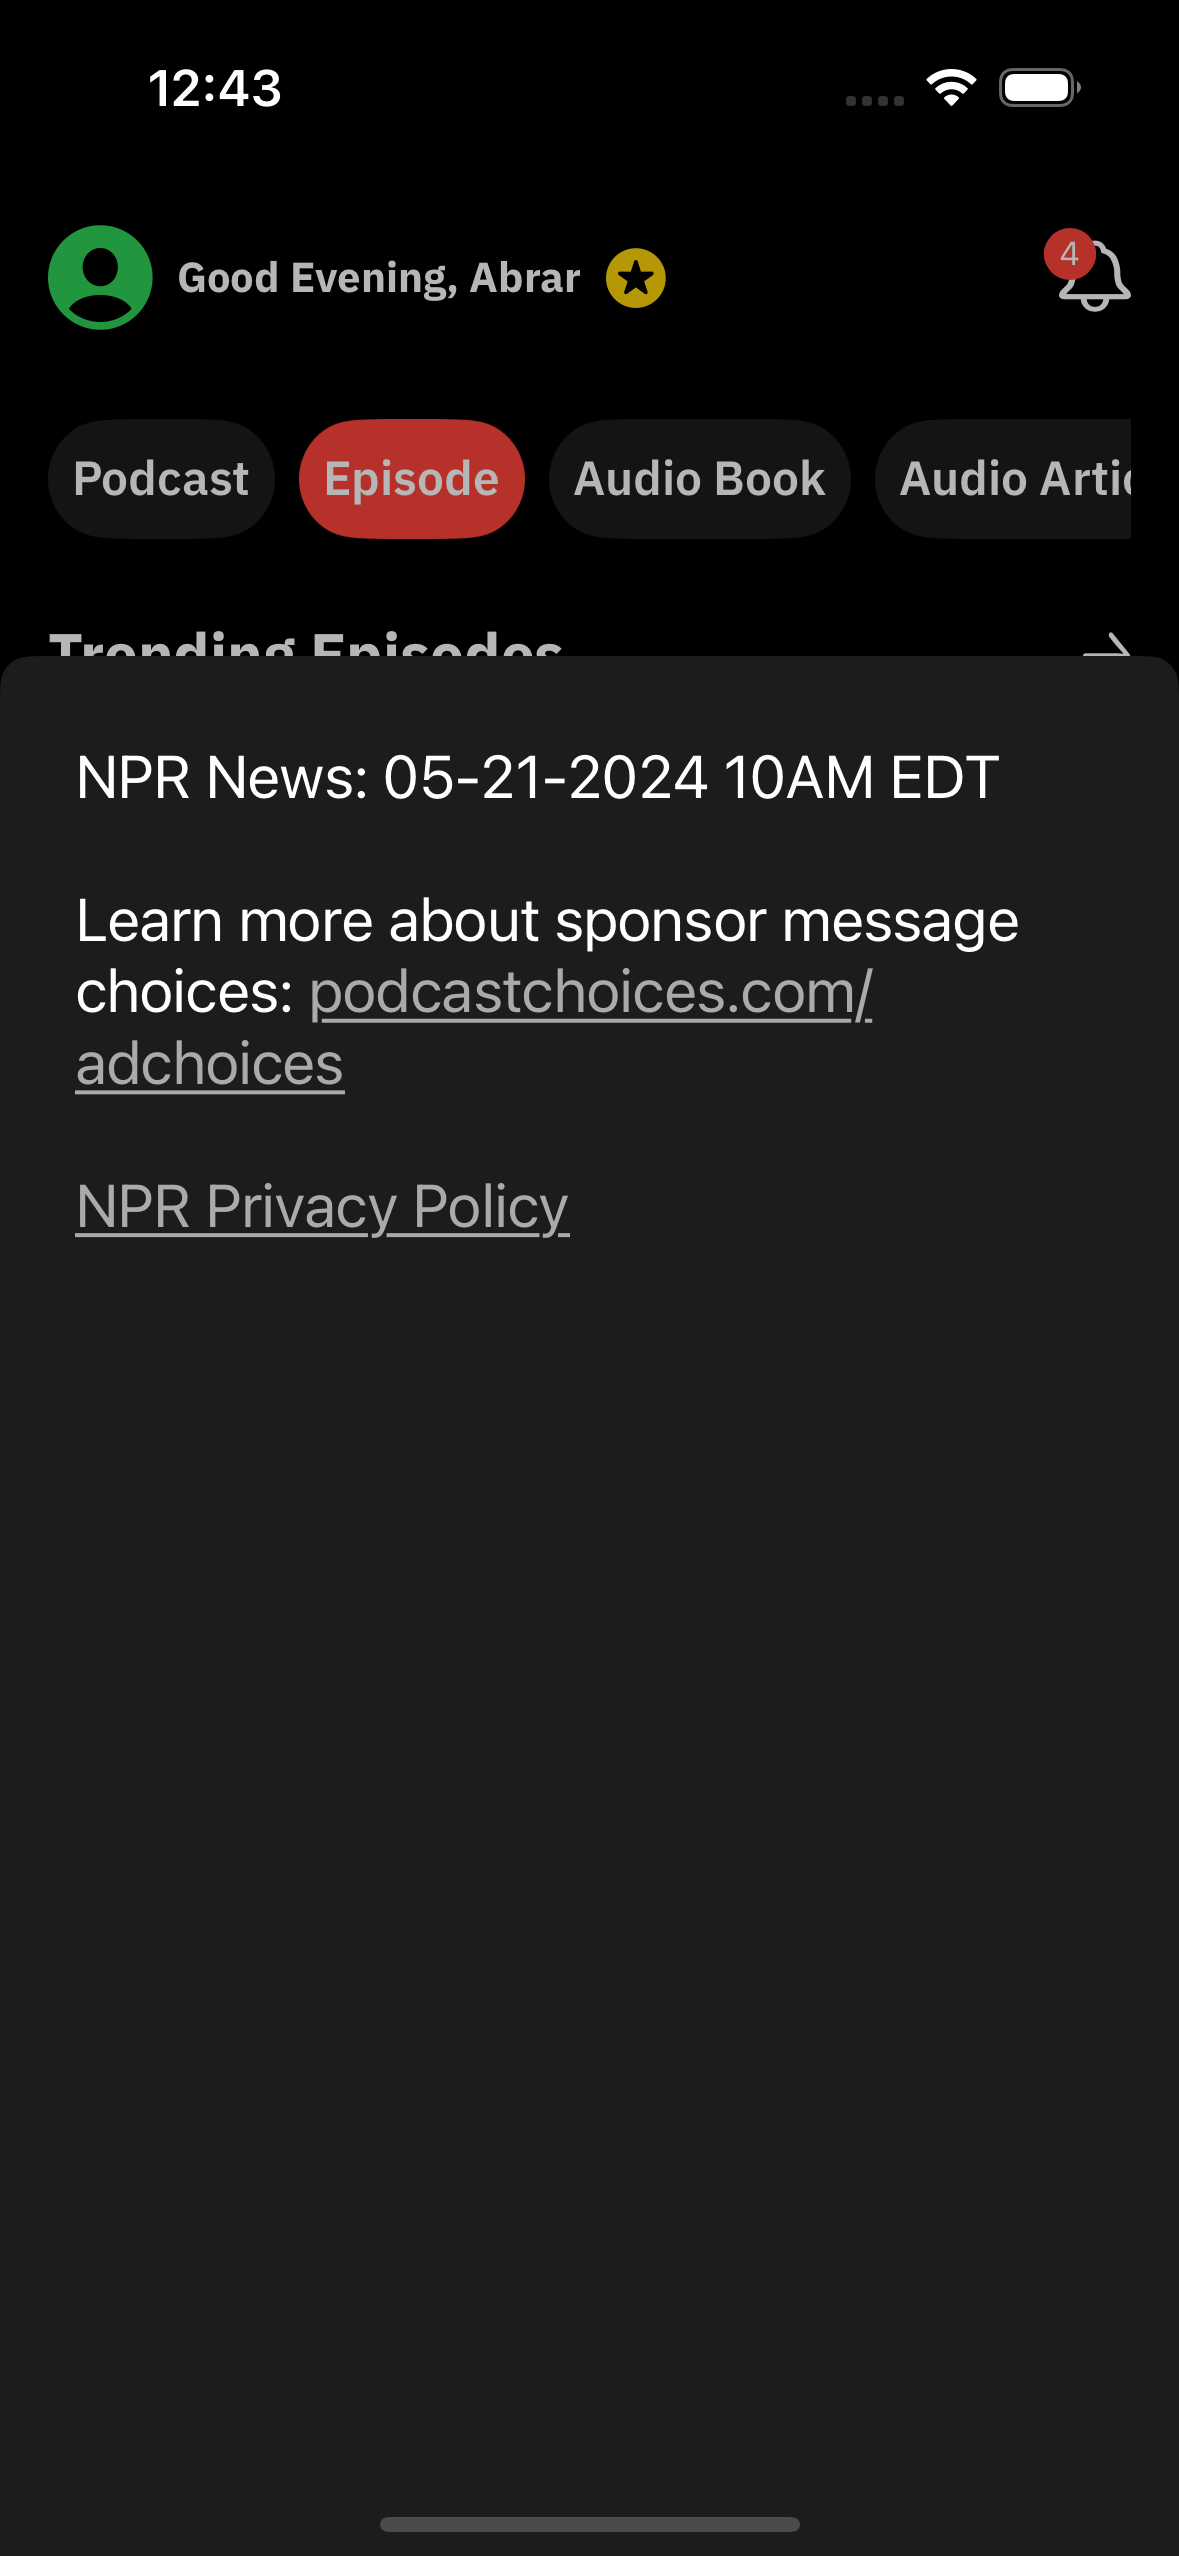 12:43
Good Evening, Abrar
4
Podcast
Episode
Audio Book
Audio Artic
Trending Episodes
NPR News: 05-21-2024 10AM EDT
Learn more about sponsor message
choices: podcastchoices.com/
adchoices
NPR Privacy Policy